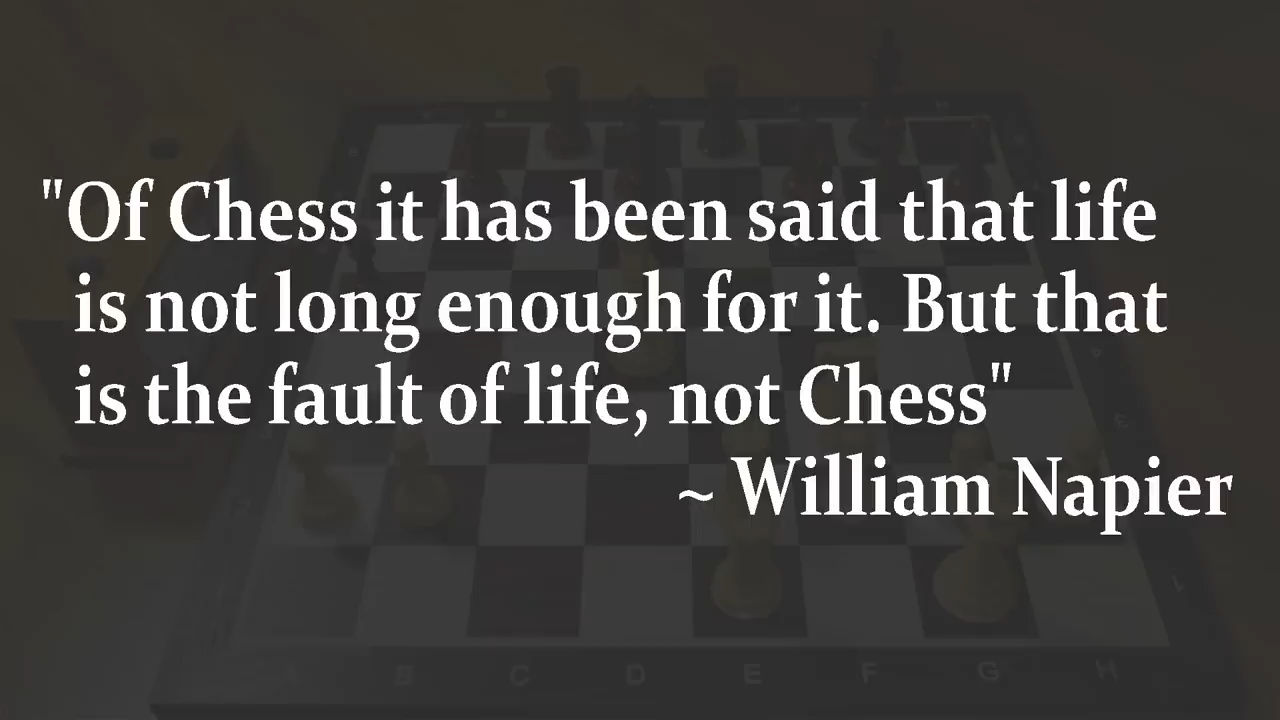 "Of Chess it has been said that life
is not long enough for it. But that
is the fault of life, not Chess"
~ William Napier
B C D E F G H